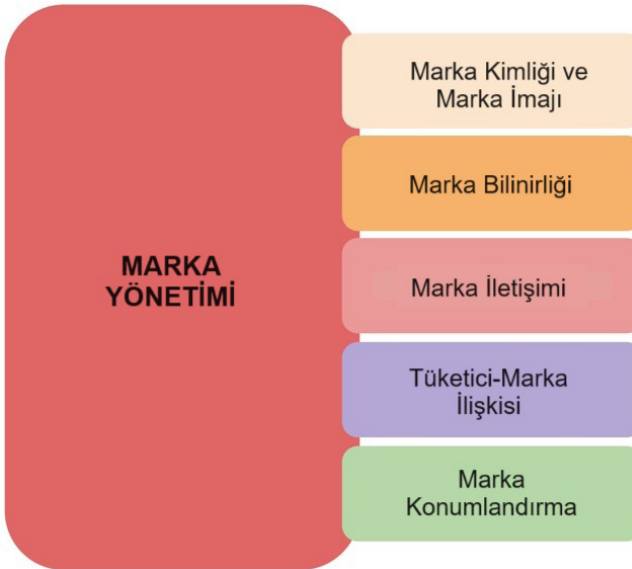 MARKA
YÖNETİMİ
Marka Kimliği ve
Marka İmajı
Marka Bilinirliği
Marka İletişimi
Tüketici-Marka
İlişkisi
Marka
Konumlandırma